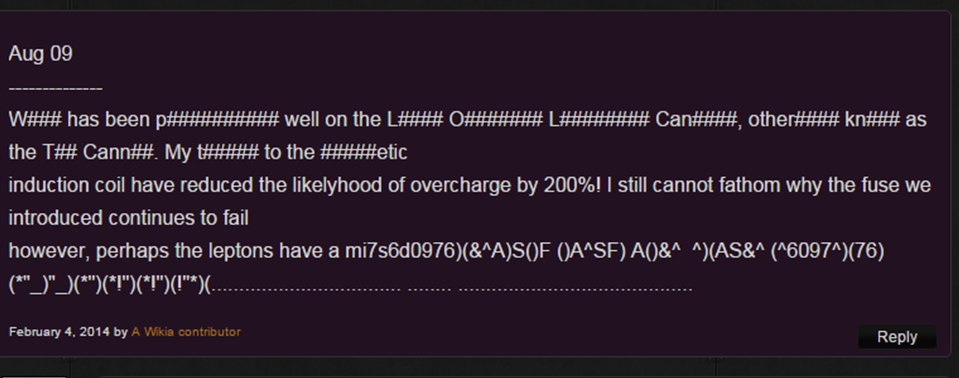 Aug 09
--------------
W### has been p########## well on the L#### O####### L######## Can####, other#### kn### as
the T## Cann##. My t##### to the #####etic
induction coil have reduced the likelyhood of overcharge by 200%! I still cannot fathom why the fuse we
introduced continues to fail
however, perhaps the leptons have a mi7s6d0976)(&^A)S()F ()A^SF) A()&^ ^)(AS&^ (^6097^)(76)
(*"_)"_)(*")(*!")(*!")(!"*)(.................................. ........ ..........................................
February 4, 2014 by A Wikia contributor
Reply